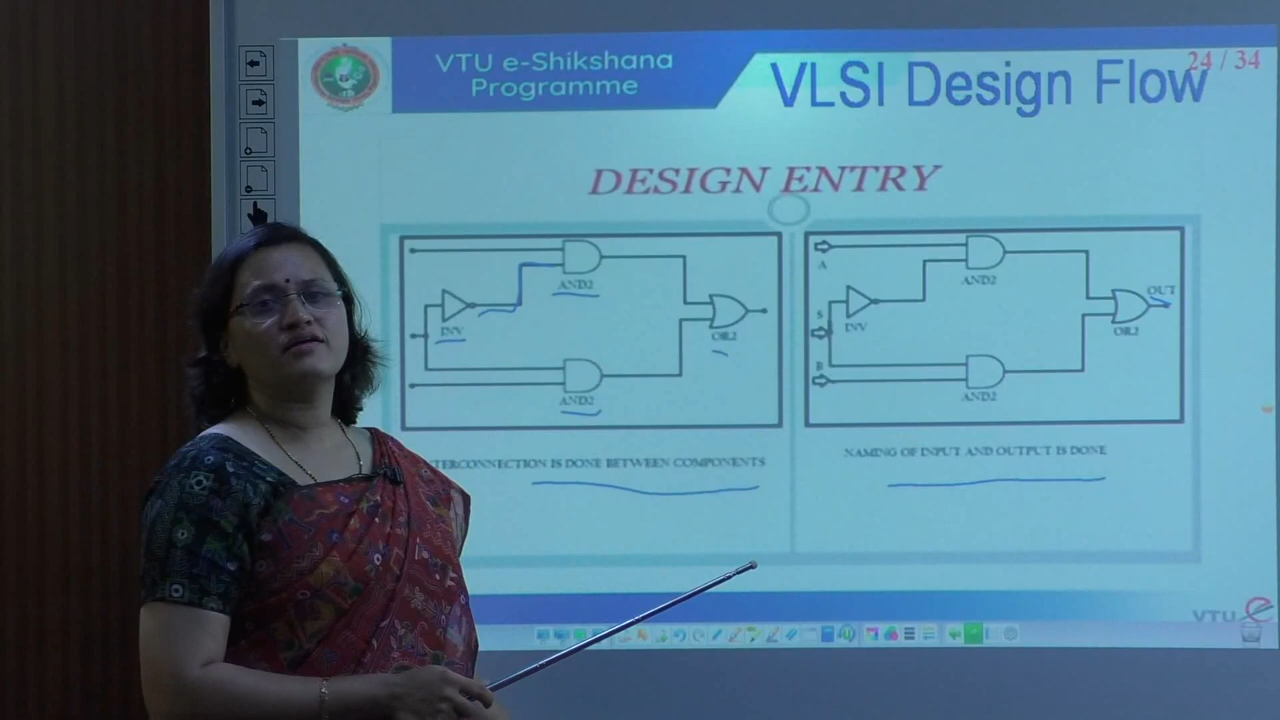 VTU e-Shikshana
Programme
VLSI Design Flow
24 / 34
DESIGN ENTRY
AND2
INV
OR2
AND2
TERCONNECTION IS DONE BETWEEN COMPONENTS
A
AND2
S
INV
OUT
OR2
B
AND2
NAMING OF INPUT AND OUTPUT IS DONE
VTU e